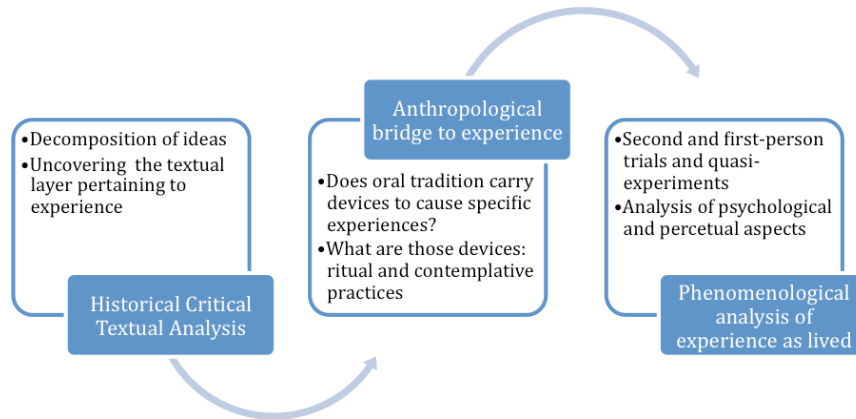 •Decomposition of ideas
•Uncovering the textual
layer pertaining to
experience
Historical Critical
Textual Analysis
Anthropological
bridge to experience
•Does oral tradition carry
devices to cause specific
experiences?
•What are those devices:
ritual and contemplative
practices
•Second and first-person
trials and quasi-
experiments
•Analysis of psychological
and percetual aspects
Phenomenological
analysis of
experience as lived